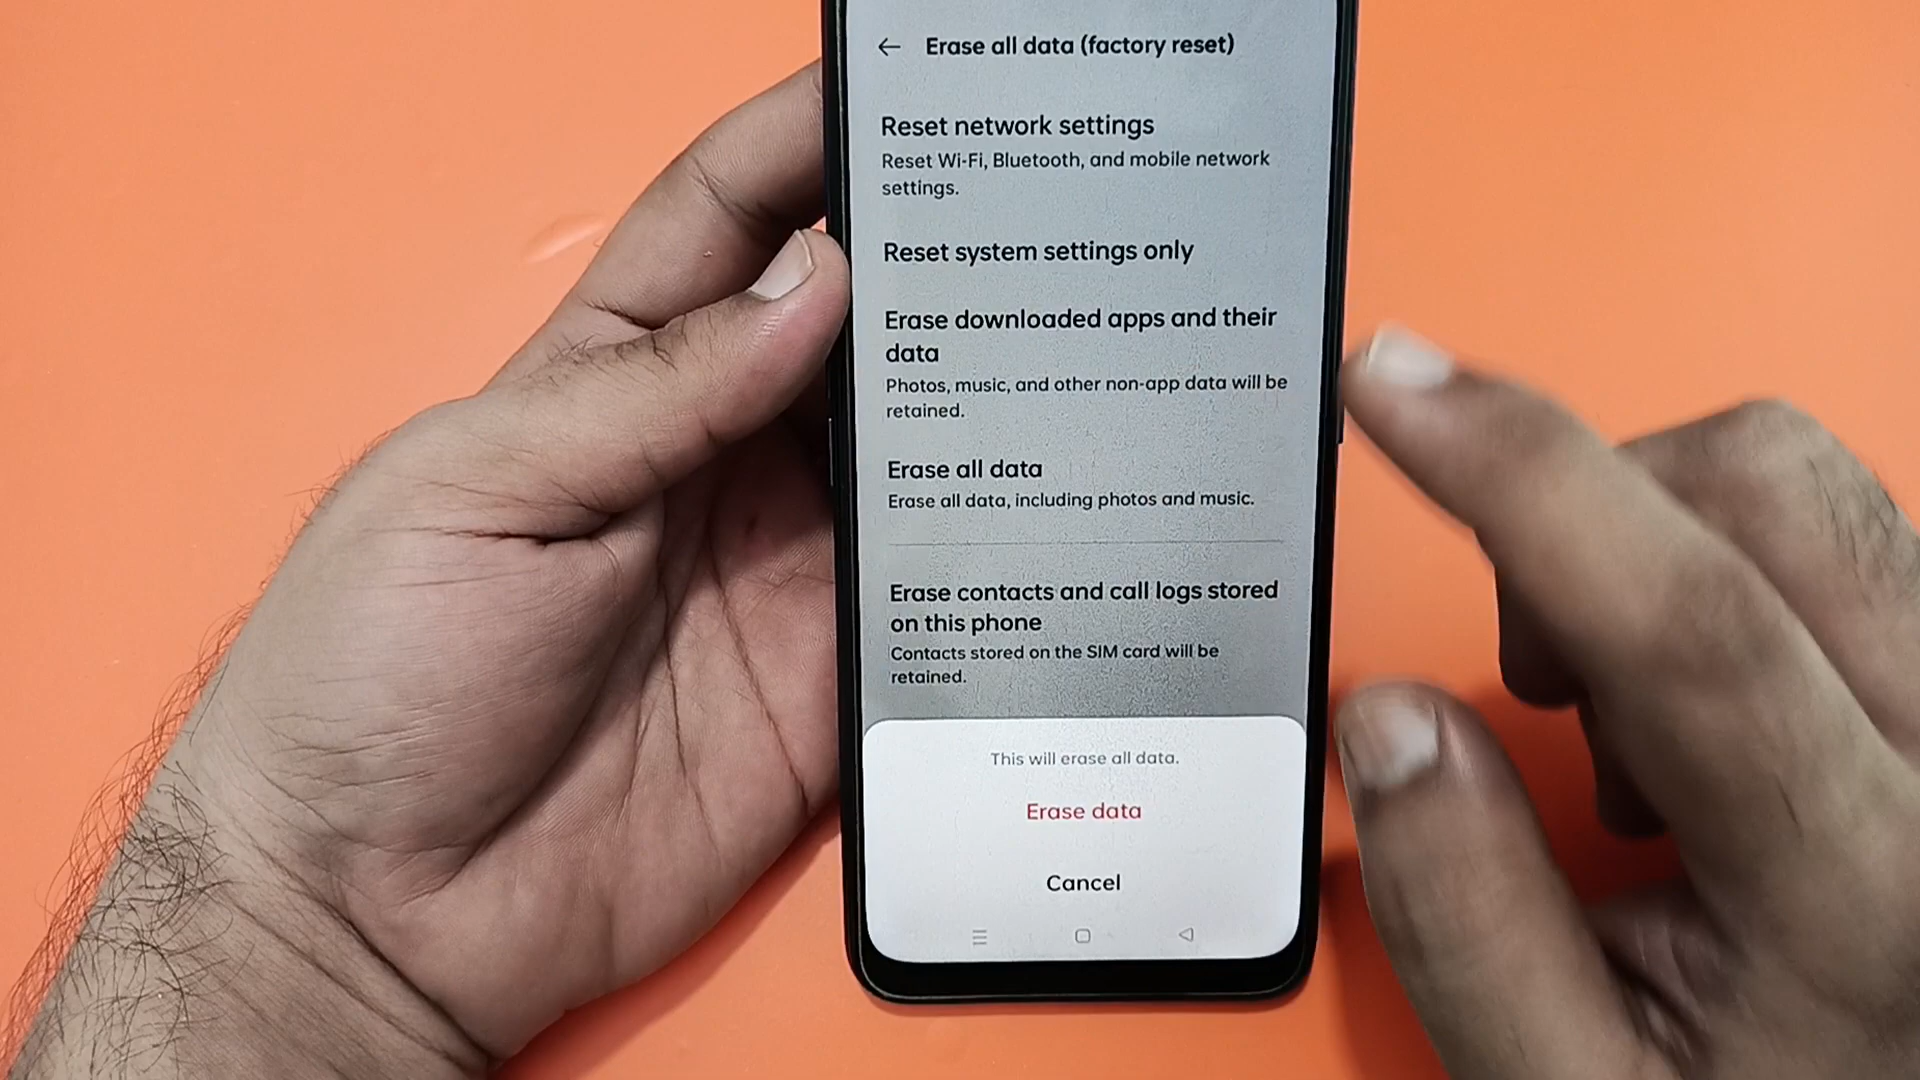 Erase all data (factory reset)
Reset network settings
Reset Wi-Fi, Bluetooth, and mobile network
settings.
Reset system settings only
Erase downloaded apps and their
data
Photos, music, and other non-app data will be
retained.
Erase all data
Erase all data, including photos and music.
Erase contacts and call logs stored
on this phone
Contacts stored on the SIM card will be
retained.
This will erase all data.
Erase data
Cancel